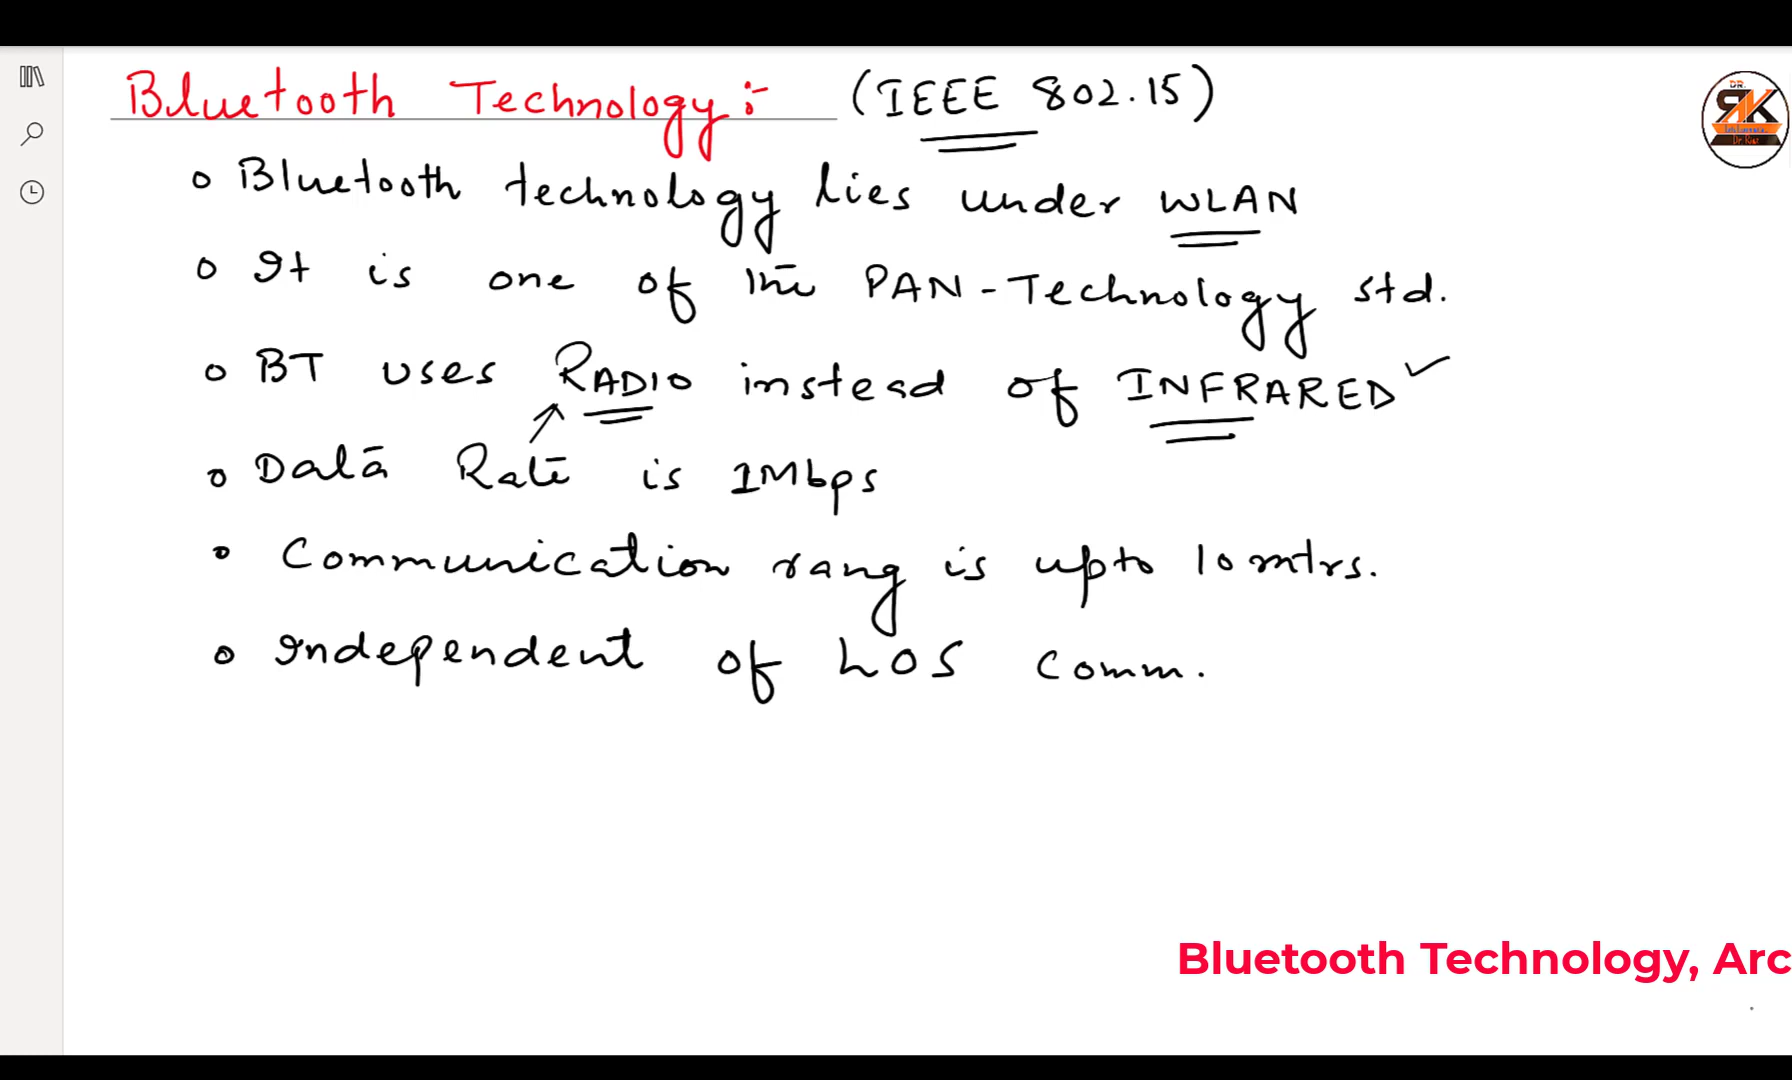 Bluetooth Technology:- (IEEE 802.15)
DR.
RK
Bluetooth technology lies under WLAN
It is one of the PAN-Technology std.
BT uses RADIO instead of INFRARED ✓
Data Rate is 1Mbps
Communication rang is upto 10 mtrs.
Independent of LOS Comm.
Bluetooth Technology, Arc